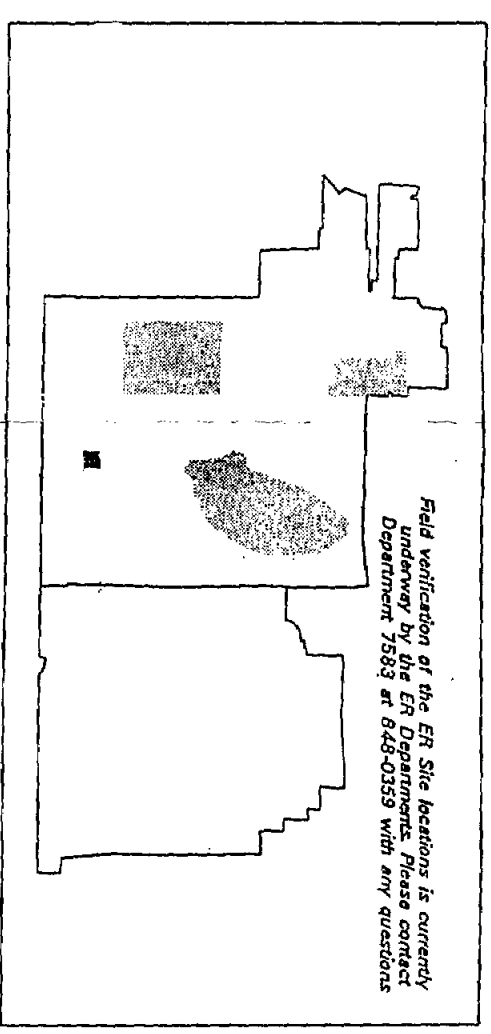 Field verification of the ER Site locations is currently
underway by the ER Departments. Please contact
Department 7583 at 848-0359 with any questions